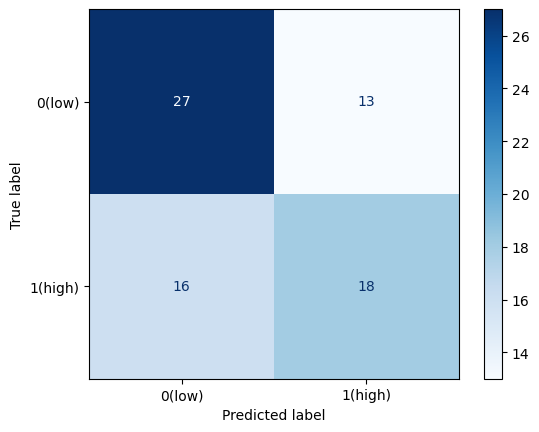 0(low)
1(high)
True label
27
13
16
18
0(low)
1(high)
Predicted label
26
24
22
20
18
16
14